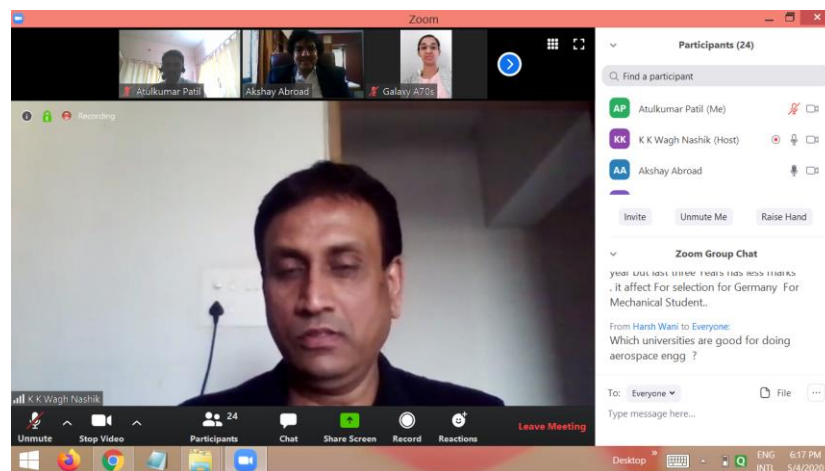 Zoom
Atulkumar Patil
Akshay Abroad
Galaxy A70s
Recording
K K Wagh Nashik
Participants (24)
Find a participant
AP Atulkumar Patil (Me)
KK K K Wagh Nashik (Host)
AA Akshay Abroad
Invite Unmute Me Raise Hand
Zoom Group Chat
year but last three Years has less marks
. it affect For selection for Germany For
Mechanical Student..
From Harsh Wani to Everyone:
Which universities are good for doing
aerospace engg ?
To: Everyone File ...
Type message here...
Unmute Stop Video Participants 24 Chat Share Screen Record Reactions Leave Meeting
Desktop » ENG 6:17 PM
INTL 5/4/2020